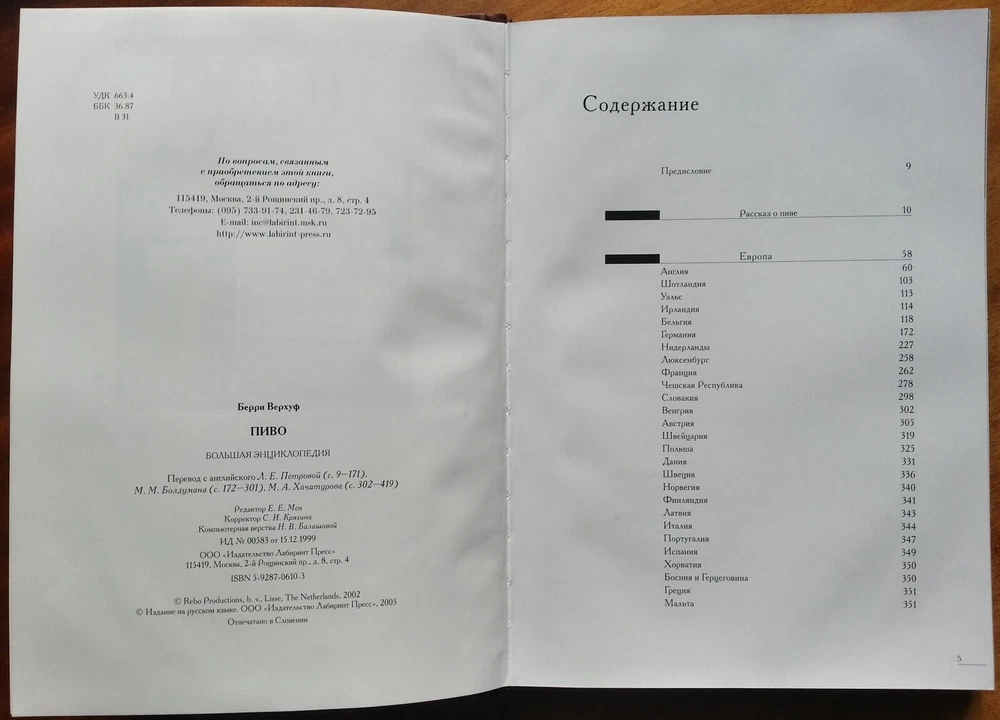 УДК 663.4
ББК 36.87
В 31
По вопросам, связанным
с приобретением этой книги,
обращаться по адресу:
115419, Москва, 2-й Рощинский пр., д. 8, стр. 4
Телефоны: (095) 733-91-74, 231-46-79, 723-72-95
E-mail: inc@labirint.msk.ru
http://www.labirint-press.ru
Берри Верхуф
ПИВО
БОЛЬШАЯ ЭНЦИКЛОПЕДИЯ
Перевод с английского Л. Е. Петровой (с. 9–171),
М. М. Болдумана (с. 172–301), М. А. Хачатурова (с. 302–419)
Редактор Е. Е. Мен
Корректор С. И. Крягина
Компьютерная верстка Н. В. Балашовой
ИД № 00583 от 15.12.1999
ООО «Издательство Лабиринт Пресс»
115419, Москва, 2-й Рощинский пр., д. 8, стр. 4
ISBN 5-9287-0610-3
© Rebo Productions, b. v., Lisse, The Netherlands, 2002
© Издание на русском языке. ООО «Издательство Лабиринт Пресс», 2005
Отпечатано в Словении
Содержание
Предисловие 9
Рассказ о пиве 10
Европа 58
Англия 60
Шотландия 103
Уэльс 113
Ирландия 114
Бельгия 118
Германия 172
Нидерланды 227
Люксембург 258
Франция 262
Чешская Республика 278
Словакия 298
Венгрия 302
Австрия 305
Швейцария 319
Польша 325
Дания 331
Швеция 336
Норвегия 340
Финляндия 341
Латвия 343
Италия 344
Португалия 347
Испания 349
Хорватия 350
Босния и Герцеговина 350
Греция 351
Мальта 351
5